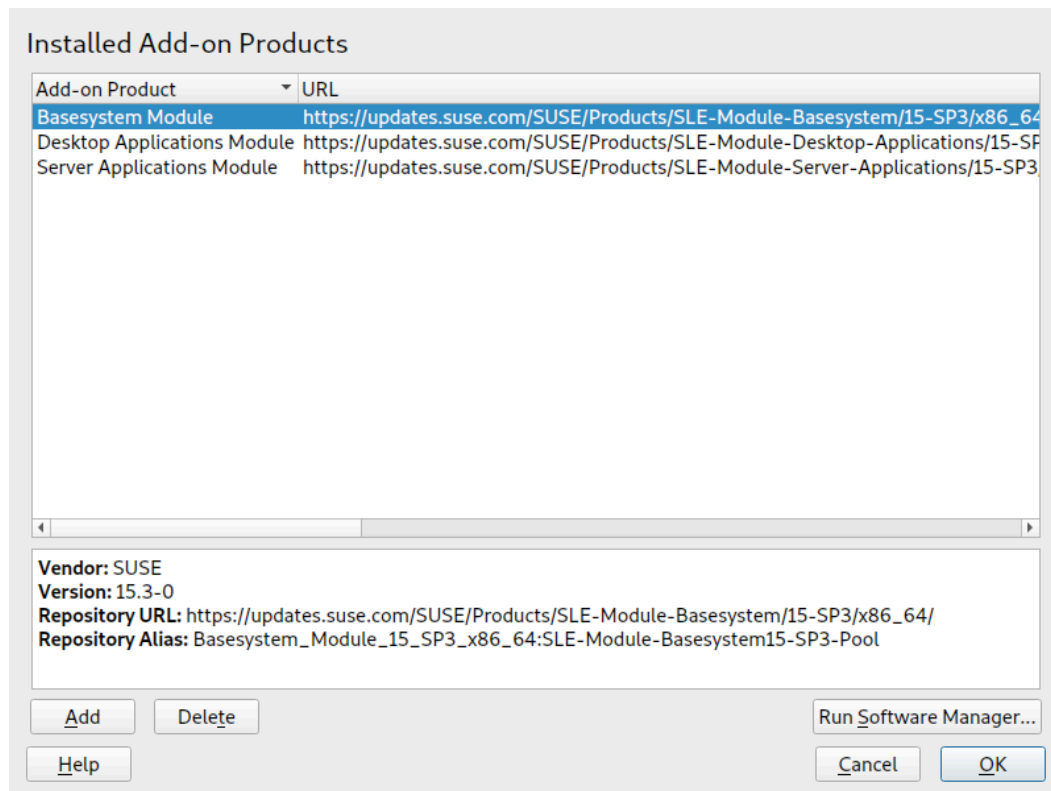 Installed Add-on Products
Add-on Product URL
Basesystem Module https://updates.suse.com/SUSE/Products/SLE-Module-Basesystem/15-SP3/x86_64
Desktop Applications Module https://updates.suse.com/SUSE/Products/SLE-Module-Desktop-Applications/15-SP
Server Applications Module https://updates.suse.com/SUSE/Products/SLE-Module-Server-Applications/15-SP3/
Vendor: SUSE
Version: 15.3-0
Repository URL: https://updates.suse.com/SUSE/Products/SLE-Module-Basesystem/15-SP3/x86_64/
Repository Alias: Basesystem_Module_15_SP3_x86_64:SLE-Module-Basesystem15-SP3-Pool
Add Delete Run Software Manager...
Help Cancel OK